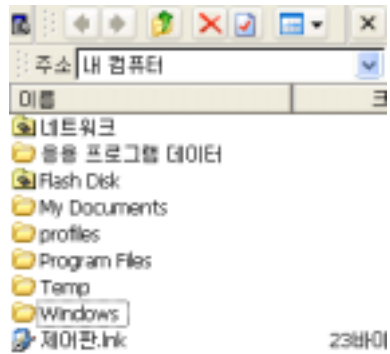 주소 내 컴퓨터
이름 크
네트워크
응용 프로그램 데이터
Flash Disk
My Documents
profiles
Program Files
Temp
Windows
제어판.lnk 23바이